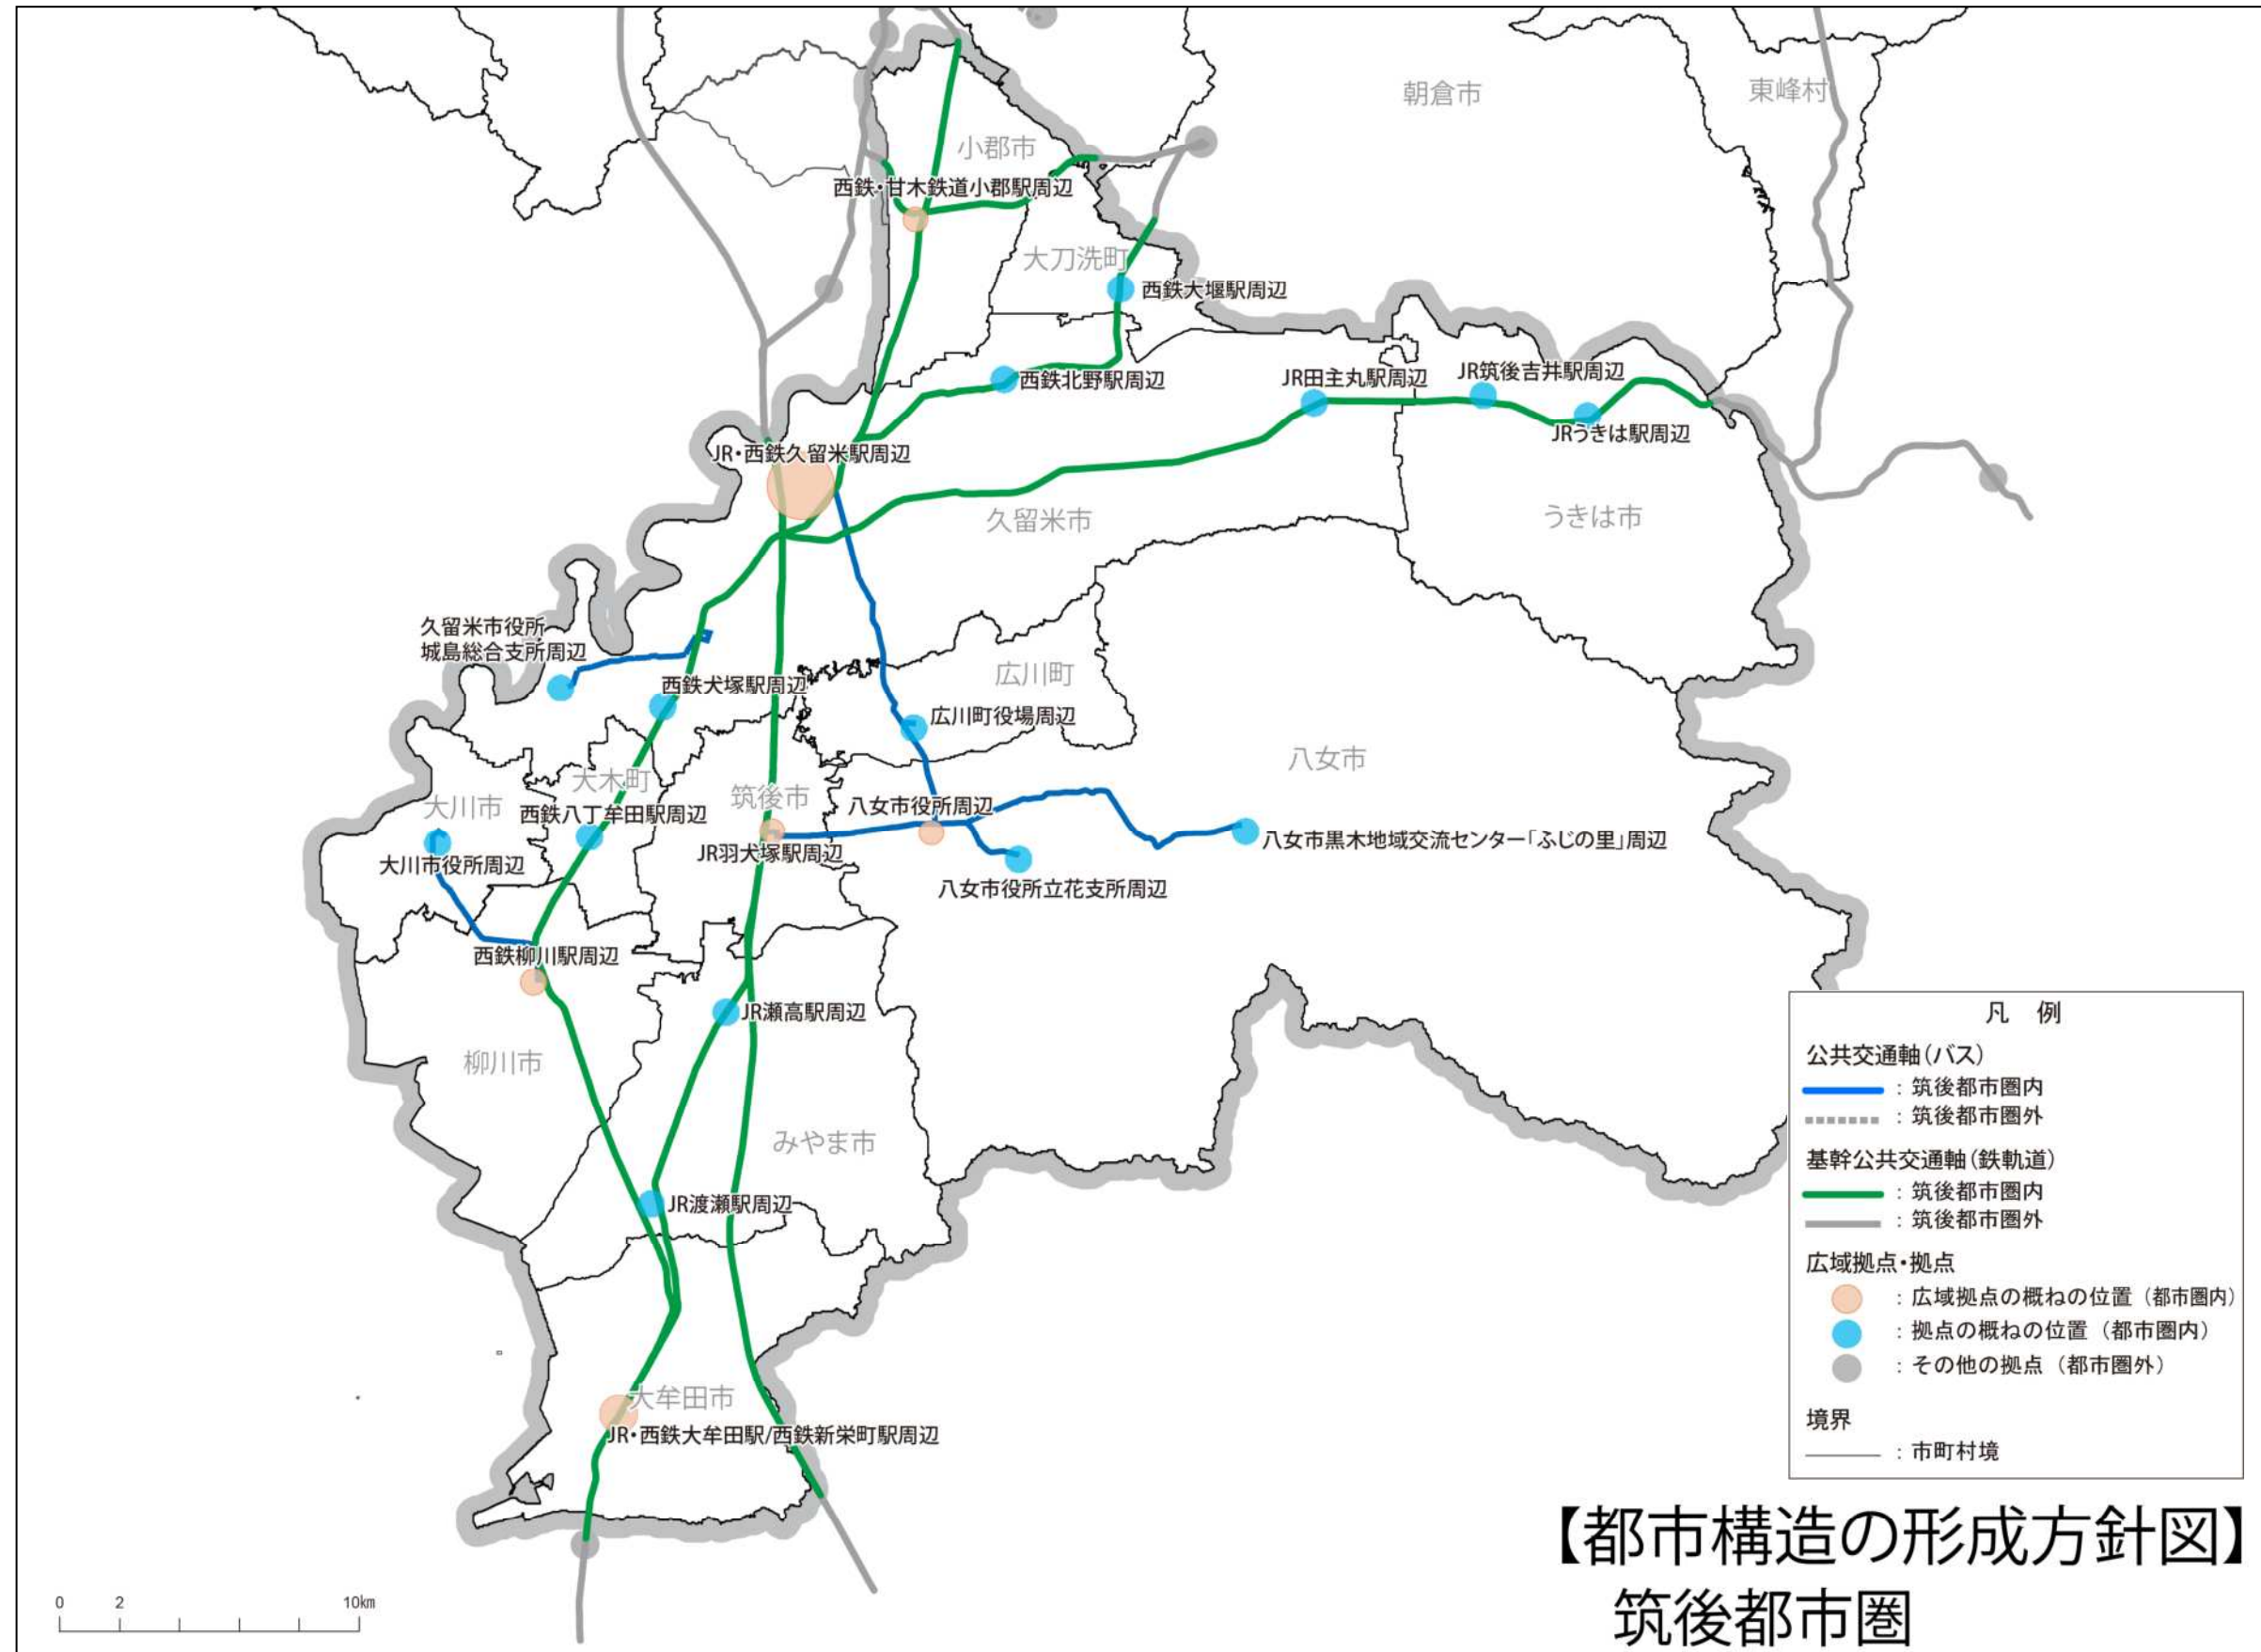 朝倉市
東峰村
小郡市
西鉄・甘木鉄道小郡駅周辺
大刀洗町
西鉄大堰駅周辺
西鉄北野駅周辺
JR田主丸駅周辺
JR筑後吉井駅周辺
JRうきは駅周辺
JR・西鉄久留米駅周辺
久留米市
うきは市
久留米市役所
城島総合支所周辺
西鉄犬塚駅周辺
広川町
広川町役場周辺
八女市
大木町
大川市
筑後市
西鉄八丁牟田駅周辺
八女市役所周辺
大川市役所周辺
JR羽犬塚駅周辺
八女市黒木地域交流センター「ふじの里」周辺
八女市役所立花支所周辺
西鉄柳川駅周辺
JR瀬高駅周辺
柳川市
みやま市
JR渡瀬駅周辺
大牟田市
JR・西鉄大牟田駅/西鉄新栄町駅周辺
凡 例
公共交通軸(バス)
：筑後都市圏内
：筑後都市圏外
基幹公共交通軸(鉄軌道)
：筑後都市圏内
：筑後都市圏外
広域拠点・拠点
：広域拠点の概ねの位置（都市圏内）
：拠点の概ねの位置（都市圏内）
：その他の拠点（都市圏外）
境界
：市町村境
0 2 10km
【都市構造の形成方針図】
筑後都市圏